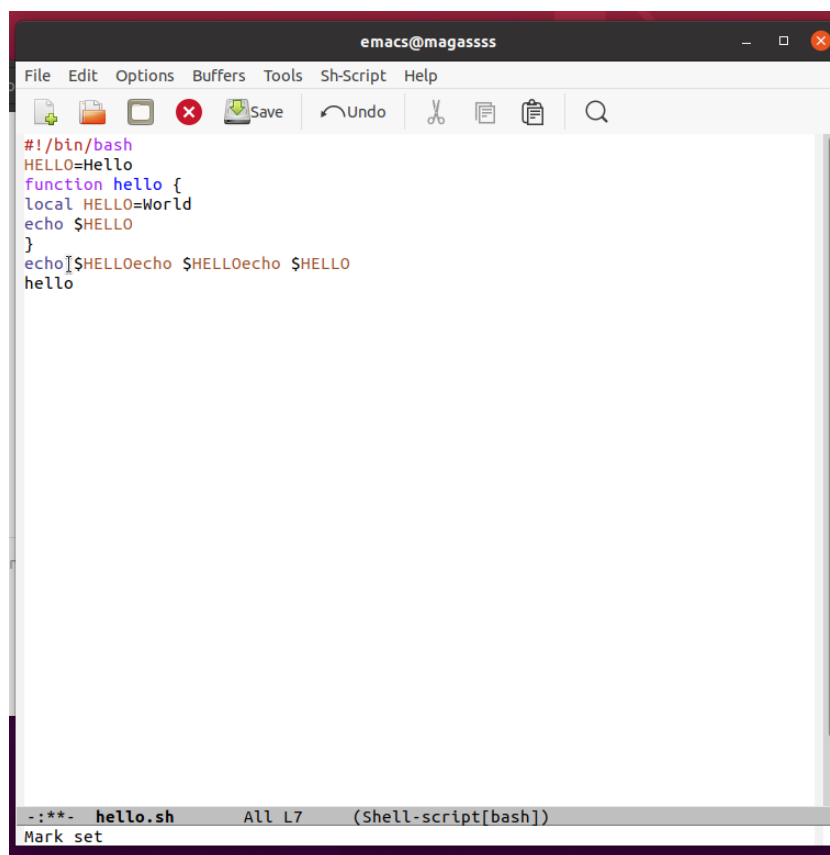 emacs@magassss
File Edit Options Buffers Tools Sh-Script Help
Save Undo
#!/bin/bash
HELLO=Hello
function hello {
local HELLO=World
echo $HELLO
}
echo $HELLOecho $HELLOecho $HELLO
hello
-:**- hello.sh All L7 (Shell-script[bash])
Mark set